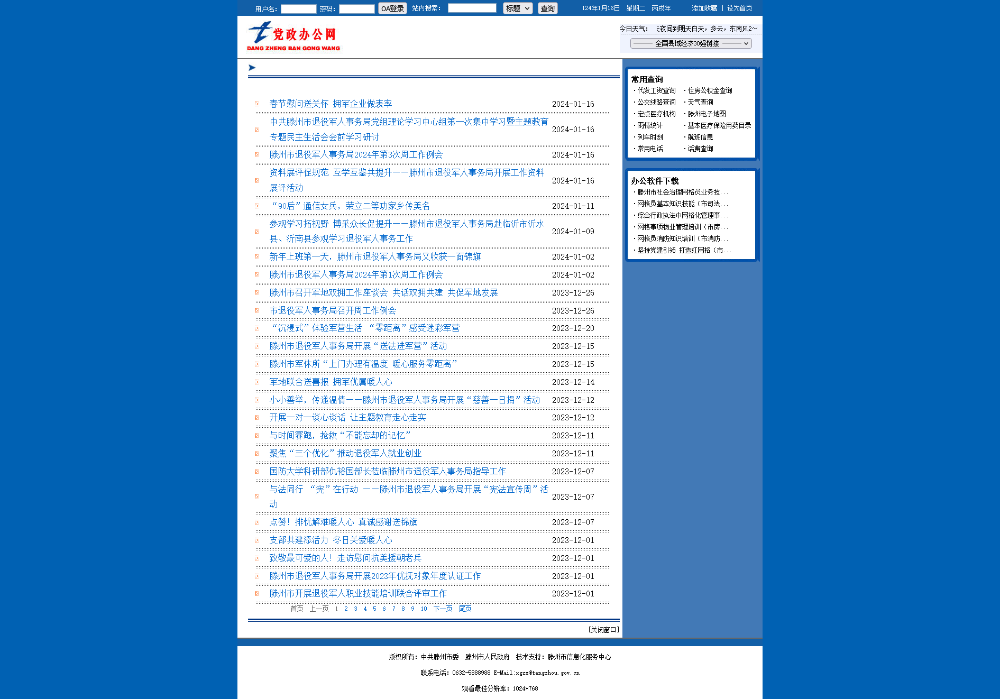 用户名： 密码： OA登录 站内搜索： 标题 查询 124年1月16日 星期二 丙戌年 添加收藏 | 设为首页
党政办公网
DANG ZHENG BAN GONG WANG
今日天气： 天夜间到明天白天，多云，东南风2～
———— 全国县域经济30强链接 ————
春节慰问送关怀 拥军企业做表率 2024-01-16
中共滕州市退役军人事务局党组理论学习中心组第一次集中学习暨主题教育
专题民主生活会会前学习研讨 2024-01-16
滕州市退役军人事务局2024年第3次周工作例会 2024-01-16
资料展评促规范 互学互鉴共提升——滕州市退役军人事务局开展工作资料
展评活动 2024-01-16
“90后”通信女兵，荣立二等功家乡传美名 2024-01-11
参观学习拓视野 博采众长促提升——滕州市退役军人事务局赴临沂市沂水
县、沂南县参观学习退役军人事务工作 2024-01-09
新年上班第一天，滕州市退役军人事务局又收获一面锦旗 2024-01-02
滕州市退役军人事务局2024年第1次周工作例会 2024-01-02
滕州市召开军地双拥工作座谈会 共话双拥共建 共促军地发展 2023-12-26
市退役军人事务局召开周工作例会 2023-12-26
“沉浸式”体验军营生活 “零距离”感受迷彩军营 2023-12-20
滕州市退役军人事务局开展“送法进军营”活动 2023-12-15
滕州市军休所“上门办理有温度 暖心服务零距离” 2023-12-15
军地联合送喜报 拥军优属暖人心 2023-12-14
小小善举，传递温情——滕州市退役军人事务局开展“慈善一日捐”活动 2023-12-12
开展一对一谈心谈话 让主题教育走心走实 2023-12-12
与时间赛跑，抢救“不能忘却的记忆” 2023-12-11
聚焦“三个优化”推动退役军人就业创业 2023-12-11
国防大学科研部仇裕国部长莅临滕州市退役军人事务局指导工作 2023-12-07
与法同行 “宪”在行动 ——滕州市退役军人事务局开展“宪法宣传周”活
动 2023-12-07
点赞！排忧解难暖人心 真诚感谢送锦旗 2023-12-07
支部共建添活力 冬日关爱暖人心 2023-12-01
致敬最可爱的人！走访慰问抗美援朝老兵 2023-12-01
滕州市退役军人事务局开展2023年优抚对象年度认证工作 2023-12-01
滕州市开展退役军人职业技能培训联合评审工作 2023-12-01
首页 上一页 1 2 3 4 5 6 7 8 9 10 下一页 尾页
[关闭窗口]
常用查询
·代发工资查询 ·住房公积金查询
·公交线路查询 ·天气查询
·定点医疗机构 ·滕州电子地图
·雨情统计 ·基本医疗保险用药目录
·列车时刻 ·航班信息
·常用电话 ·话费查询
办公软件下载
·滕州市社会治理网格员业务技...
·网格员基本知识技能（市司法...
·综合行政执法中网格化管理事...
·网格事项物业管理培训（市房...
·网格员消防知识培训（市消防...
·坚持党建引领 打造红网格（市...
版权所有：中共滕州市委 滕州市人民政府 技术支持：滕州市信息化服务中心
联系电话：0632-5888988 E-Mail:xgzx@tengzhou.gov.cn
观看最佳分辨率：1024*768